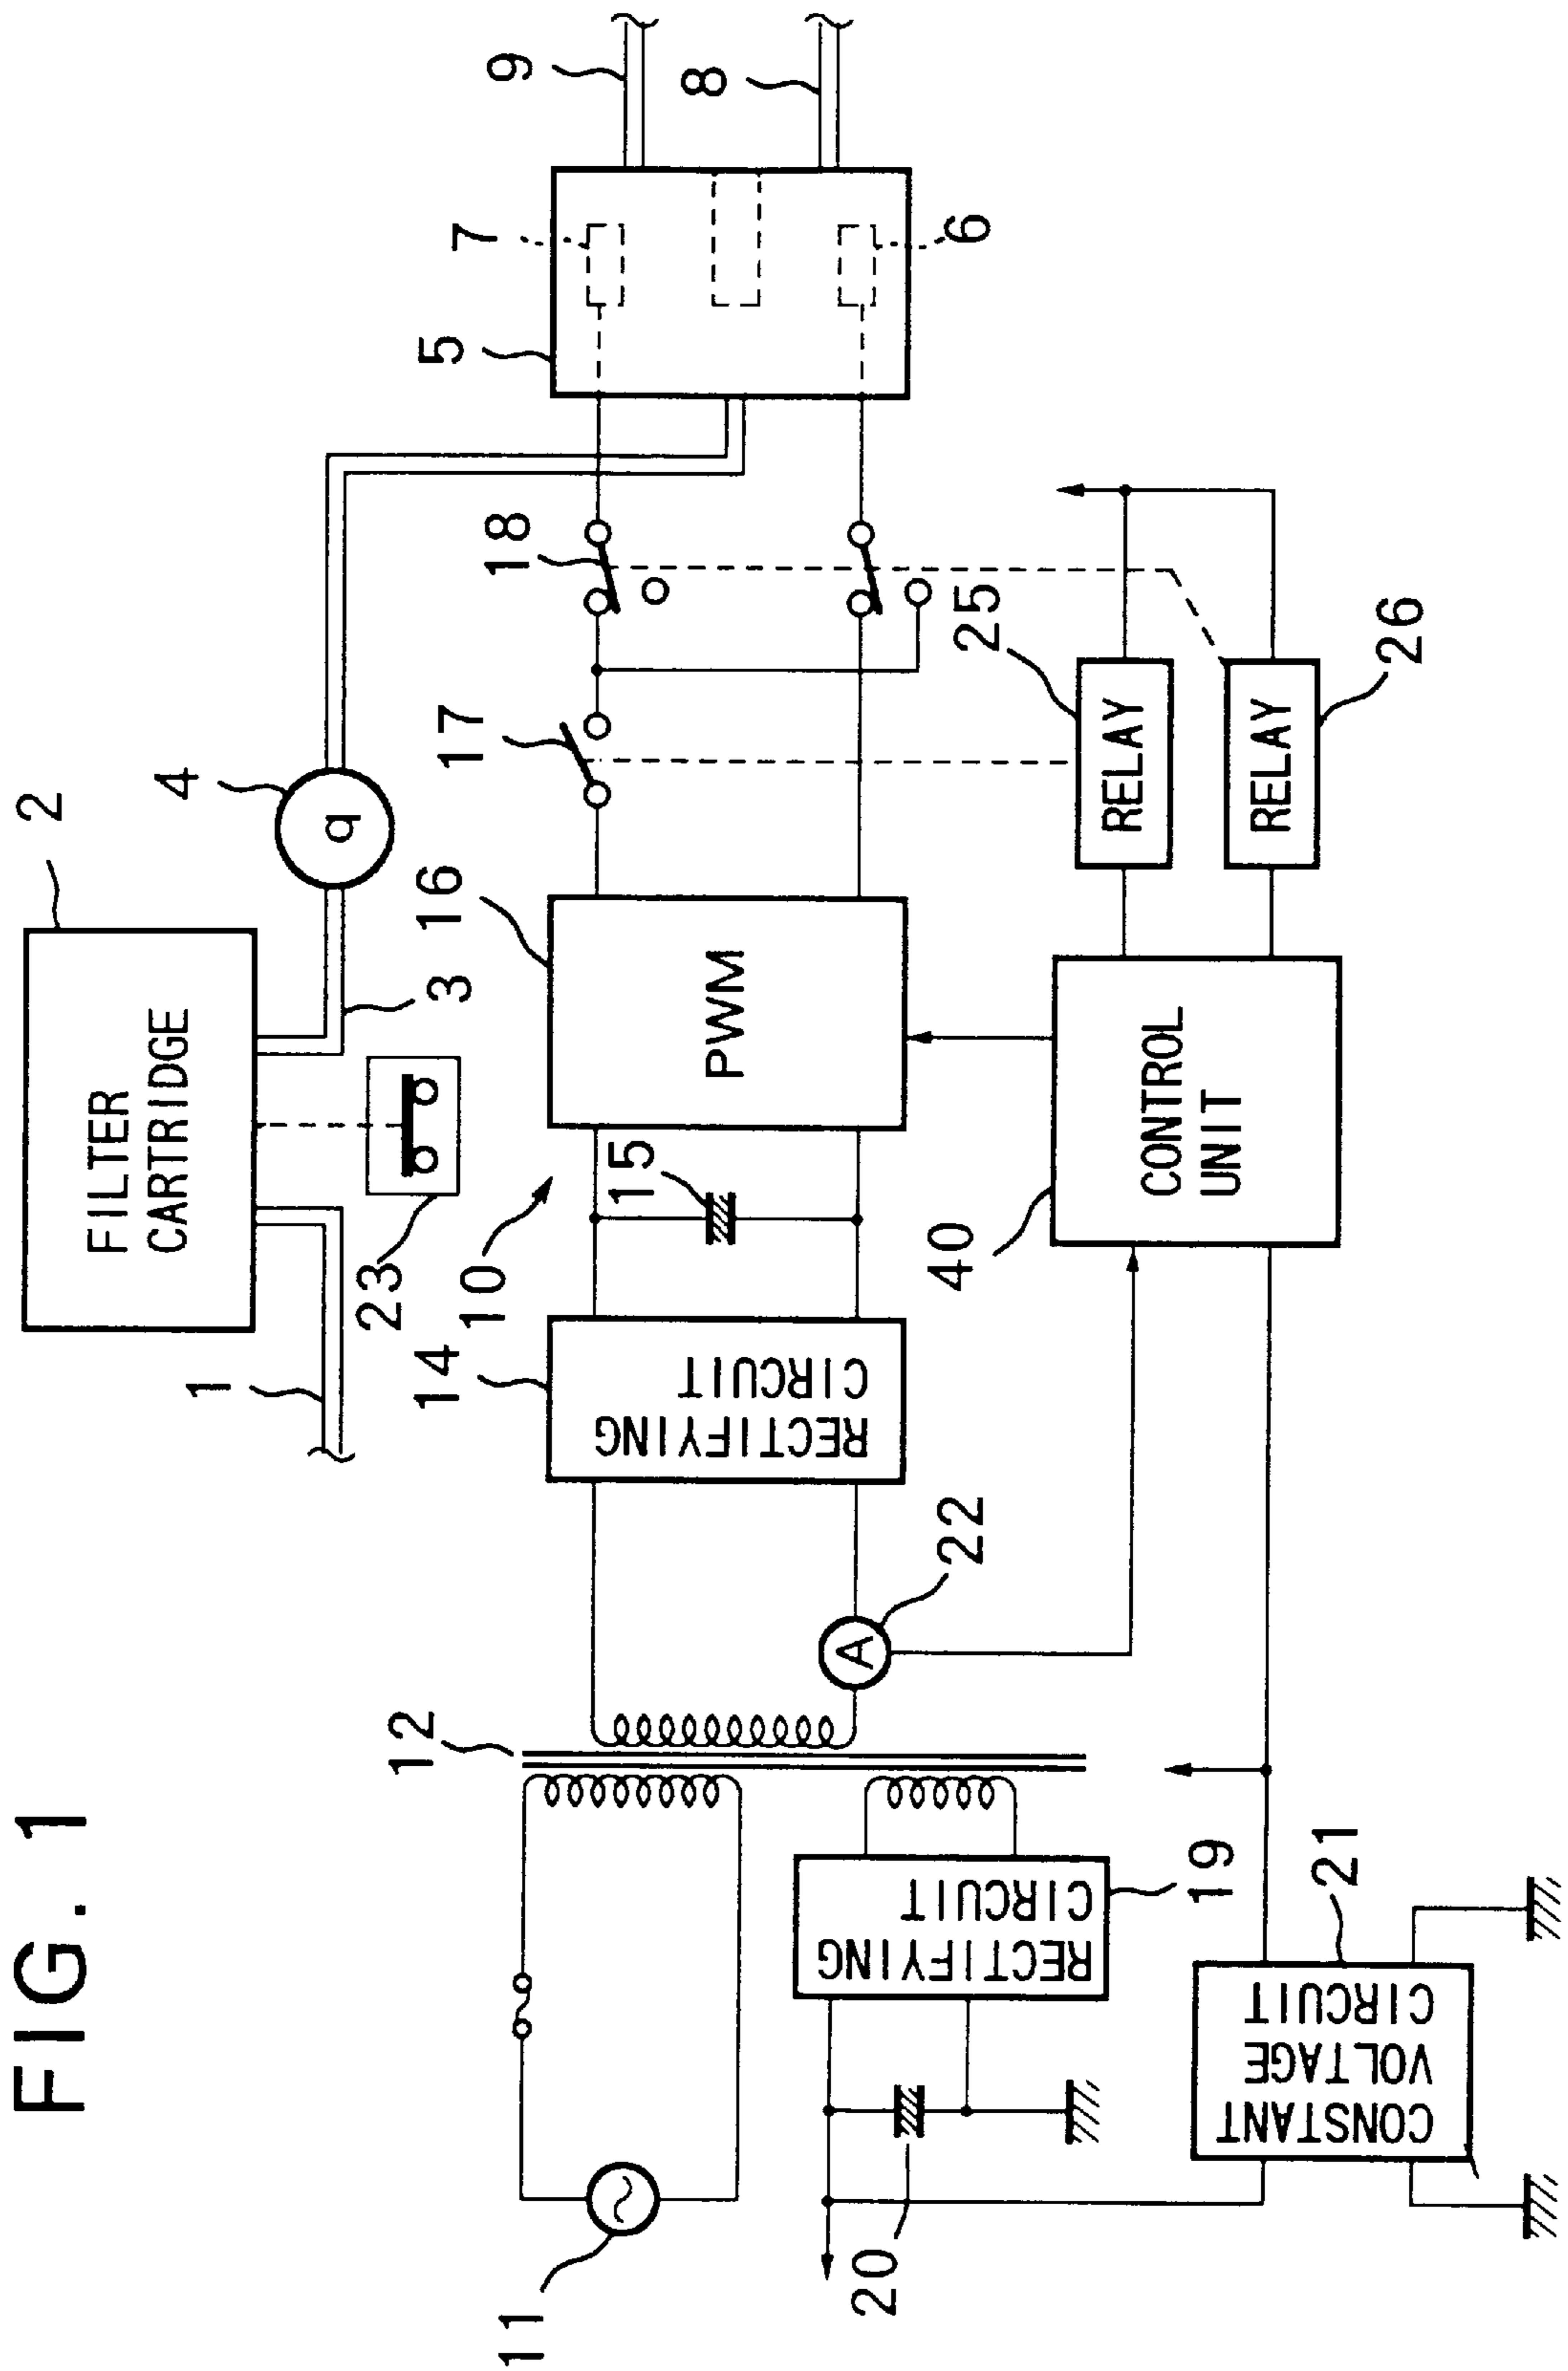 FIG. 1
2
4
FILTER
CARTRIDGE
q
3
1
23
9
8
7
5
6
18
17
16
PWM
15
10
14
RECTIFYING
CIRCUIT
25
RELAY
26
RELAY
40
CONTROL
UNIT
22
A
12
11
19
RECTIFYING
CIRCUIT
20
21
CONSTANT
VOLTAGE
CIRCUIT